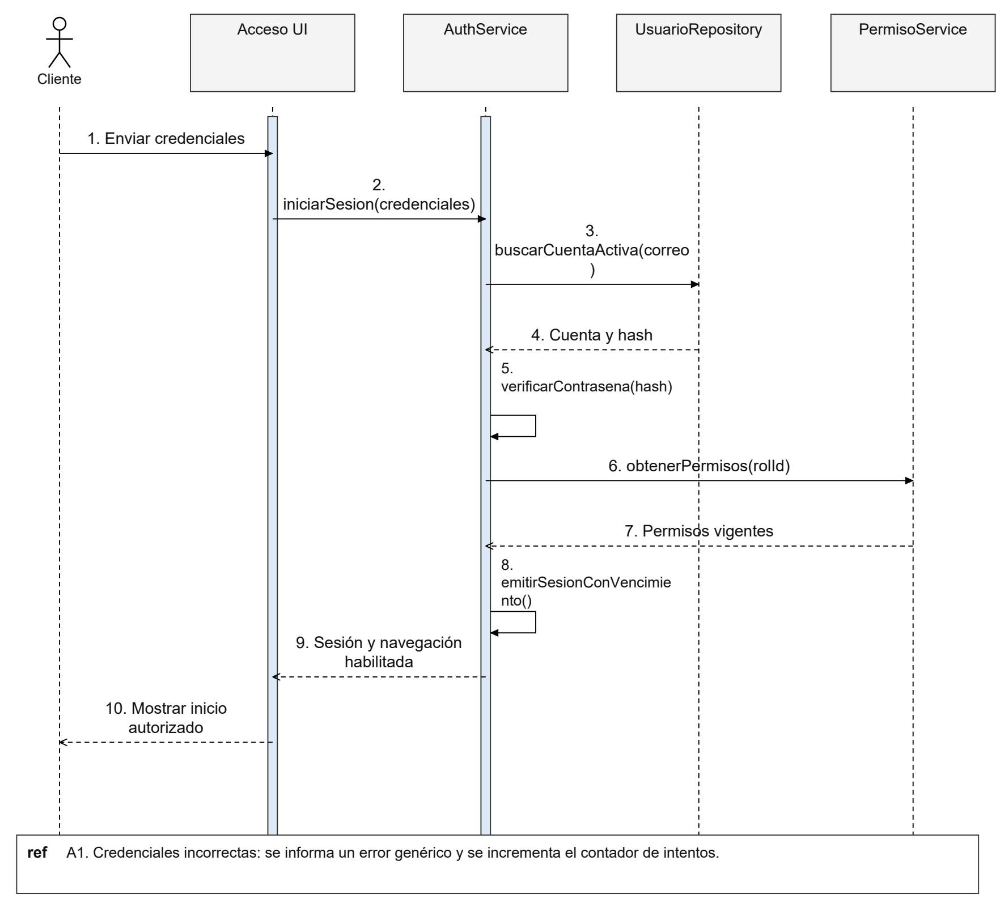 Cliente
Acceso UI
AuthService
UsuarioRepository
PermisoService
1. Enviar credenciales
2.
iniciarSesion(credenciales)
3.
buscarCuentaActiva(correo
)
4. Cuenta y hash
5.
verificarContrasena(hash)
6. obtenerPermisos(rolId)
7. Permisos vigentes
8.
emitirSesionConVencimie
nto()
9. Sesión y navegación
habilitada
10. Mostrar inicio
autorizado
ref A1. Credenciales incorrectas: se informa un error genérico y se incrementa el contador de intentos.